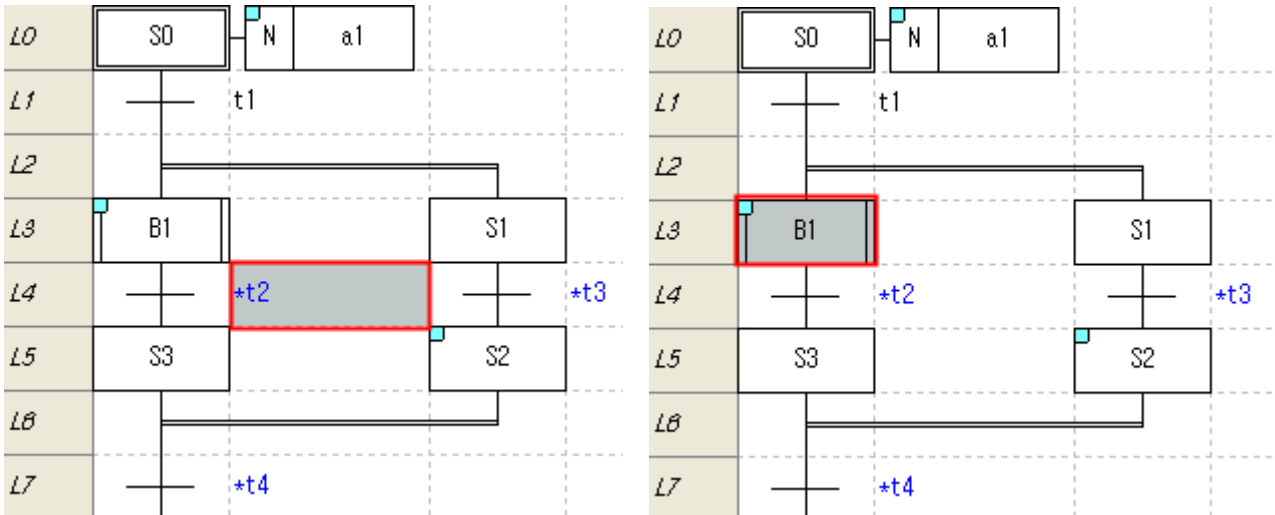 L0 S0 N a1
L1 t1
L2
L3 B1 S1
L4 *t2 *t3
L5 S3 S2
L6
L7 *t4
L0 S0 N a1
L1 t1
L2
L3 B1 S1
L4 *t2 *t3
L5 S3 S2
L6
L7 *t4